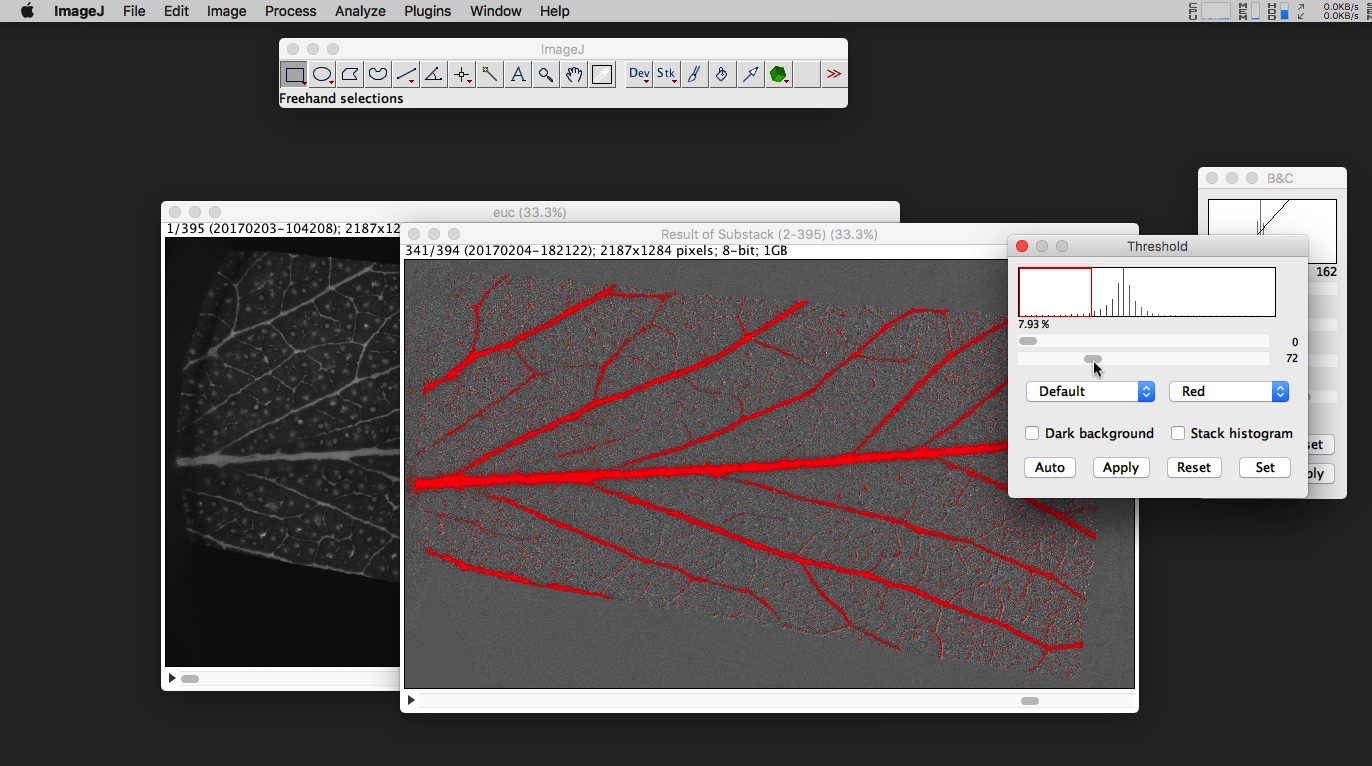 ImageJ File Edit Image Process Analyze Plugins Window Help
CPU MEM HDD 0.0KB/s
0.0KB/s
ImageJ
A Dev Stk >>
Freehand selections
B&C
162
euc (33.3%)
1/395 (20170203-104208); 2187x12
Result of Substack (2-395) (33.3%)
341/394 (20170204-182122); 2187x1284 pixels; 8-bit; 1GB
Threshold
7.93 %
0
72
Default Red
Dark background Stack histogram
Auto Apply Reset Set
set
ply